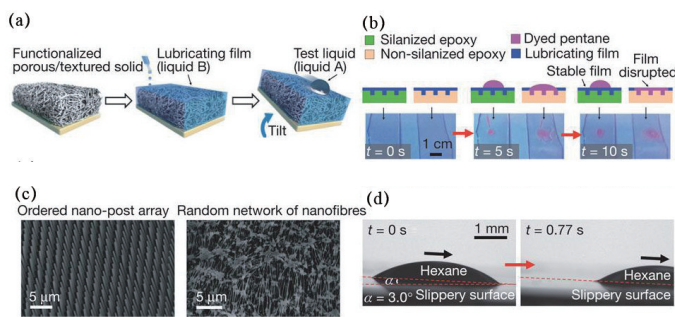 (a)
Functionalized
porous/textured solid
Lubricating film
(liquid B)
Test liquid
(liquid A)
Tilt
(b)
Silanized epoxy
Dyed pentane
Non-silanized epoxy
Lubricating film
Stable film
Film
disrupted
t = 0 s
1 cm
t = 5 s
t = 10 s
(c)
Ordered nano-post array
Random network of nanofibres
5 μm
5 μm
(d)
t = 0 s
1 mm
t = 0.77 s
Hexane
α
α = 3.0°
Slippery surface
Hexane
Slippery surface